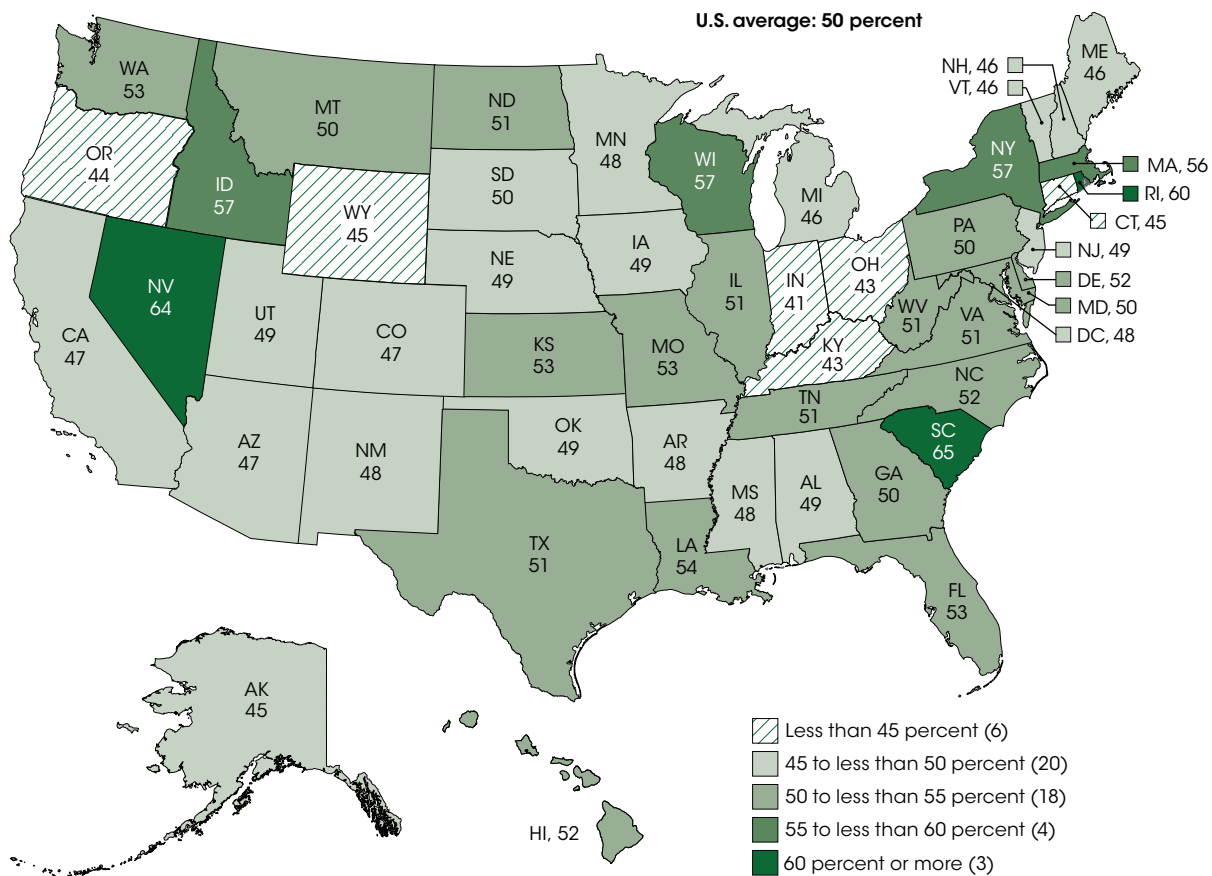 U.S. average: 50 percent
WA
53
OR
44
ID
57
MT
50
ND
51
MN
48
SD
50
WY
45
WI
57
MI
46
NY
57
ME
46
NH, 46
VT, 46
MA, 56
RI, 60
CT, 45
NJ, 49
DE, 52
MD, 50
DC, 48
PA
50
OH
43
IN
41
IL
51
IA
49
NE
49
NV
64
UT
49
CO
47
CA
47
KS
53
MO
53
KY
43
WV
51
VA
51
NC
52
TN
51
SC
65
AZ
47
NM
48
OK
49
AR
48
MS
48
AL
49
GA
50
TX
51
LA
54
FL
53
AK
45
HI, 52
Less than 45 percent (6)
45 to less than 50 percent (20)
50 to less than 55 percent (18)
55 to less than 60 percent (4)
60 percent or more (3)